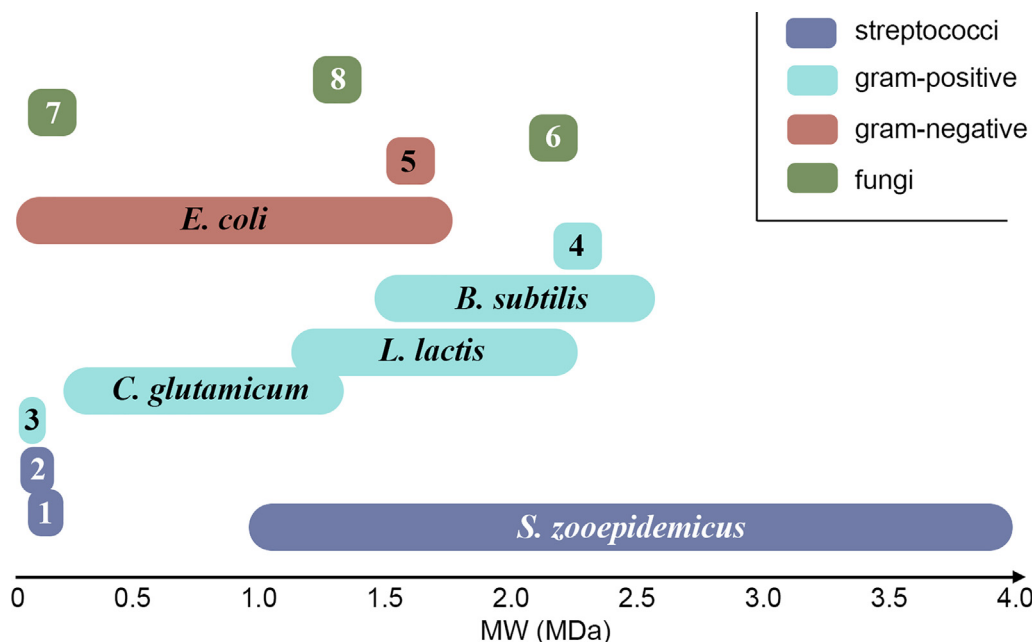 streptococci
gram-positive
gram-negative
fungi
8
7
6
5
E. coli
4
B. subtilis
L. lactis
C. glutamicum
3
2
1
S. zooepidemicus
0 0.5 1.0 1.5 2.0 2.5 3.0 3.5 4.0
MW (MDa)